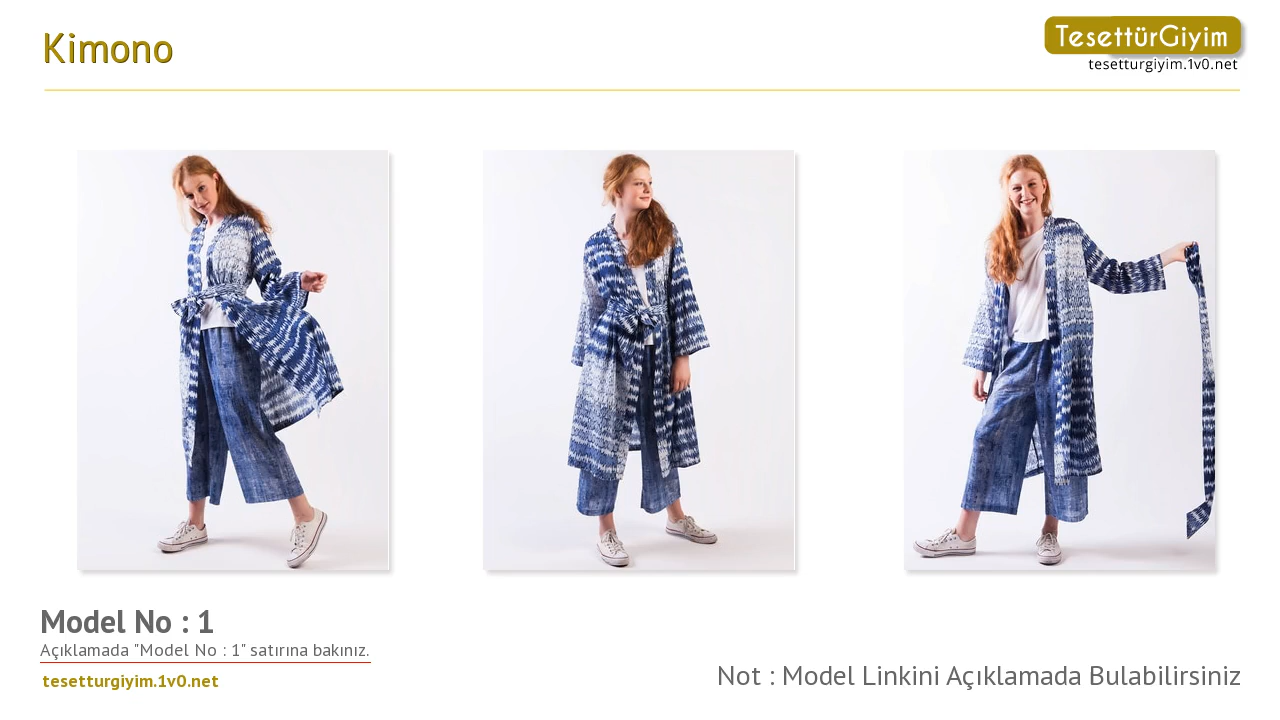 Kimono
TesettürGiyim
tesetturgiyim.1v0.net
Model No : 1
Açıklamada "Model No : 1" satırına bakınız.
tesetturgiyim.1v0.net
Not : Model Linkini Açıklamada Bulabilirsiniz